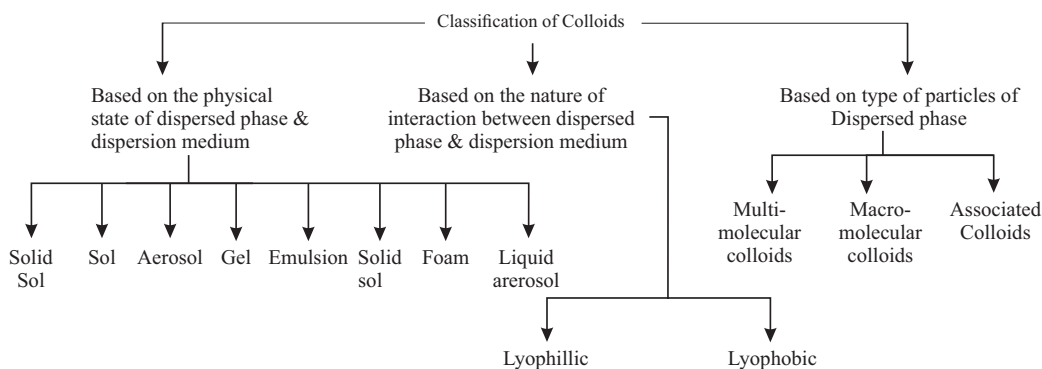 Classification of Colloids
Based on the physical
state of dispersed phase &
dispersion medium
Based on the nature of
interaction between dispersed
phase & dispersion medium
Based on type of particles of
Dispersed phase
Solid
Sol
Sol
Aerosol
Gel
Emulsion
Solid
sol
Foam
Liquid
arerosol
Multi-
molecular
colloids
Macro-
molecular
colloids
Associated
Colloids
Lyophillic
Lyophobic